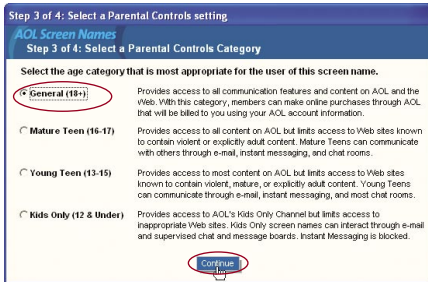 Step 3 of 4: Select a Parental Controls setting
AOL Screen Names
Step 3 of 4: Select a Parental Controls Category
Select the age category that is most appropriate for the user of this screen name.
General (18+)
Provides access to all communication features and content on AOL and the
Web. With this category, members can make online purchases through AOL
that will be billed to you using your AOL account information.
Mature Teen (16-17)
Provides access to all content on AOL but limits access to Web sites known
to contain violent or explicitly adult content. Mature Teens can communicate
with others through e-mail, instant messaging, and chat rooms.
Young Teen (13-15)
Provides access to most content on AOL but limits access to Web sites
known to contain violent, mature, or explicitly adult content. Young Teens
can communicate through e-mail, instant messaging, and most chat rooms.
Kids Only (12 & Under)
Provides access to AOL's Kids Only Channel but limits access to
inappropriate Web sites. Kids Only screen names can interact through e-mail
and supervised chat and message boards. Instant Messaging is blocked.
Continue